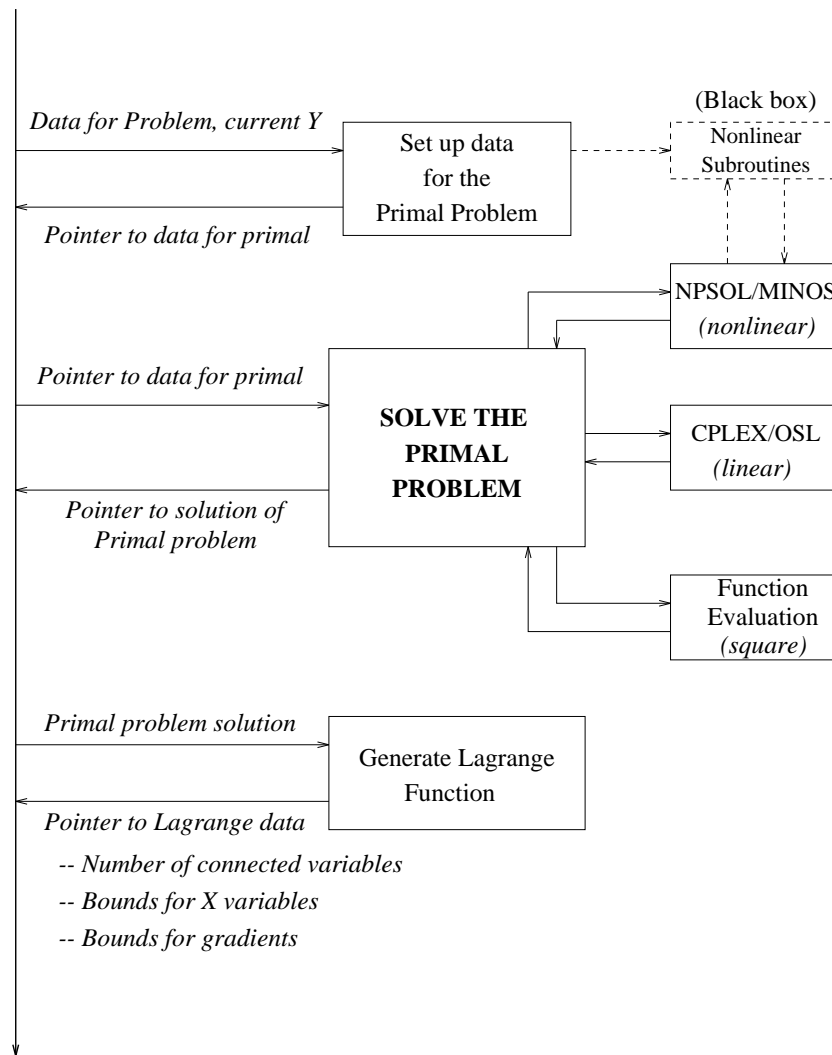 (Black box)
Data for Problem, current Y
Set up data
for the
Primal Problem
Nonlinear
Subroutines
Pointer to data for primal
NPSOL/MINOS
(nonlinear)
Pointer to data for primal
SOLVE THE
PRIMAL
PROBLEM
CPLEX/OSL
(linear)
Pointer to solution of
Primal problem
Function
Evaluation
(square)
Primal problem solution
Generate Lagrange
Function
Pointer to Lagrange data
-- Number of connected variables
-- Bounds for X variables
-- Bounds for gradients